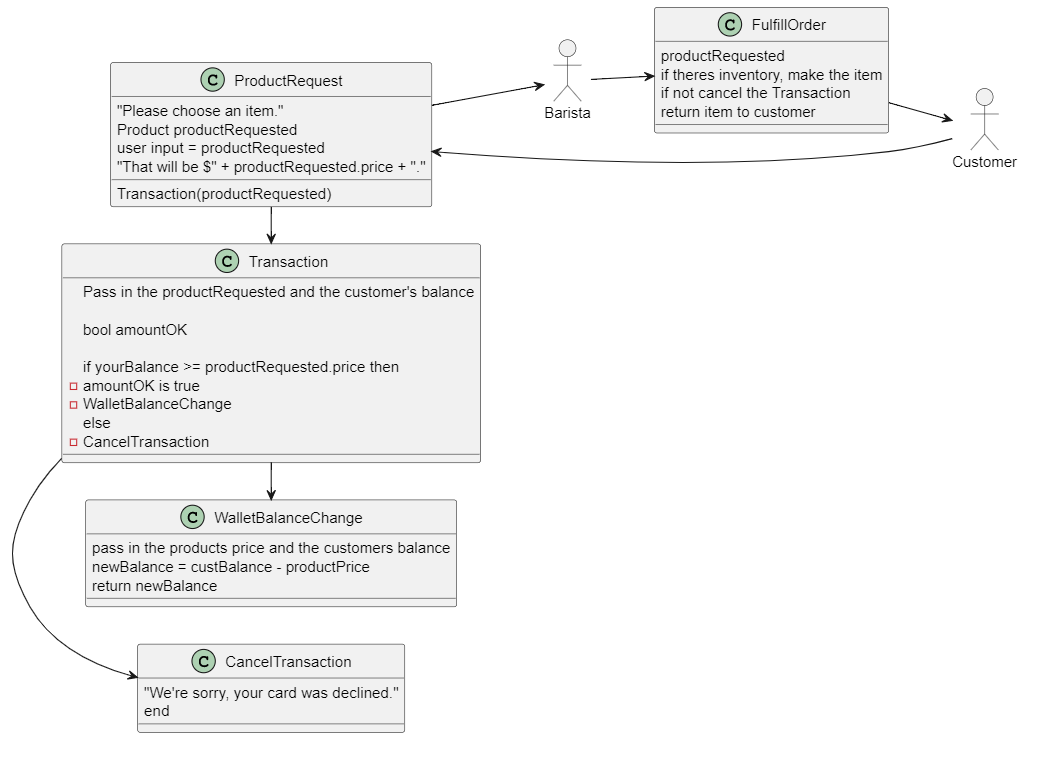 C ProductRequest
"Please choose an item."
Product productRequested
user input = productRequested
"That will be $" + productRequested.price + "."
Transaction(productRequested)
Barista
C FulfillOrder
productRequested
if theres inventory, make the item
if not cancel the Transaction
return item to customer
Customer
C Transaction
Pass in the productRequested and the customer's balance
bool amountOK
if yourBalance >= productRequested.price then
amountOK is true
WalletBalanceChange
else
CancelTransaction
C WalletBalanceChange
pass in the products price and the customers balance
newBalance = custBalance - productPrice
return newBalance
C CancelTransaction
"We're sorry, your card was declined."
end